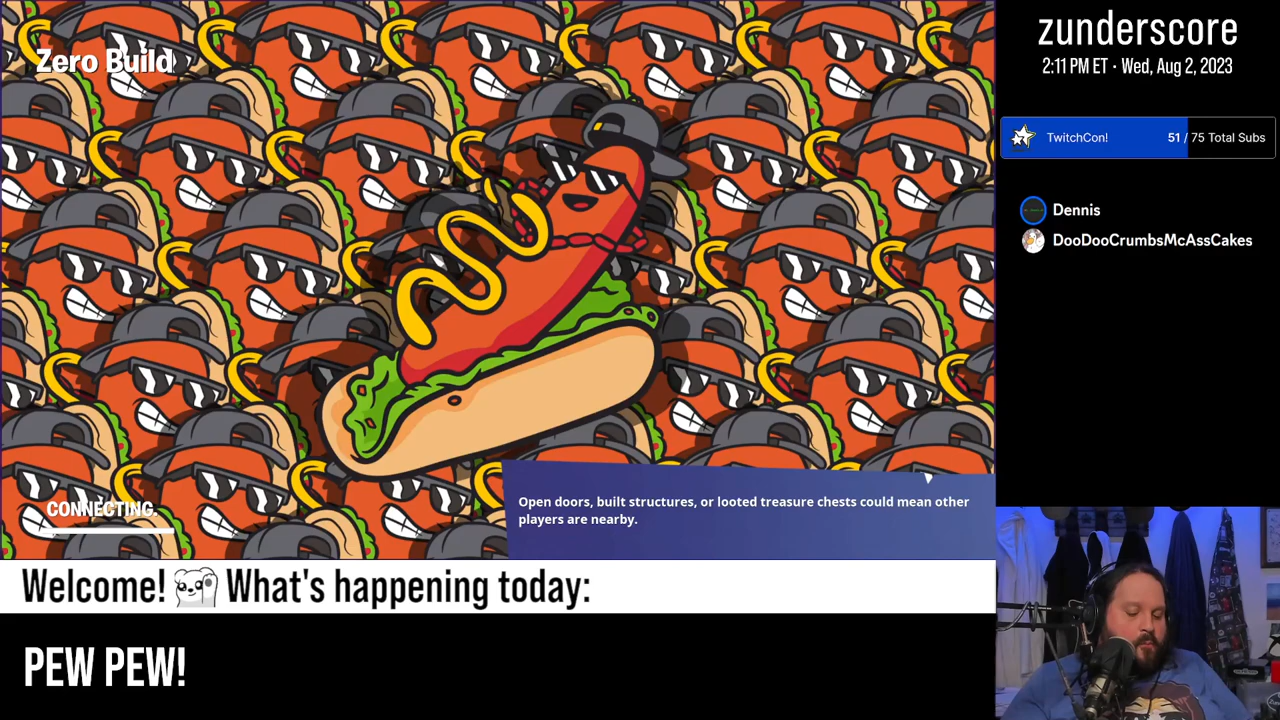 Zero Build
CONNECTING.
Open doors, built structures, or looted treasure chests could mean other
players are nearby.
Welcome! What's happening today:
PEW PEW!
zunderscore
2:11 PM ET · Wed, Aug 2, 2023
TwitchCon! 51 / 75 Total Subs
Dennis
DooDooCrumbsMcAssCakes